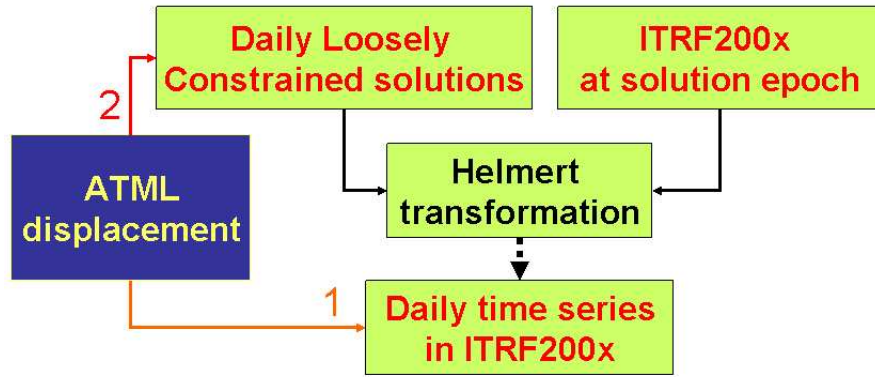 Daily Loosely
Constrained solutions
ITRF200x
at solution epoch
2
ATML
displacement
Helmert
transformation
1
Daily time series
in ITRF200x